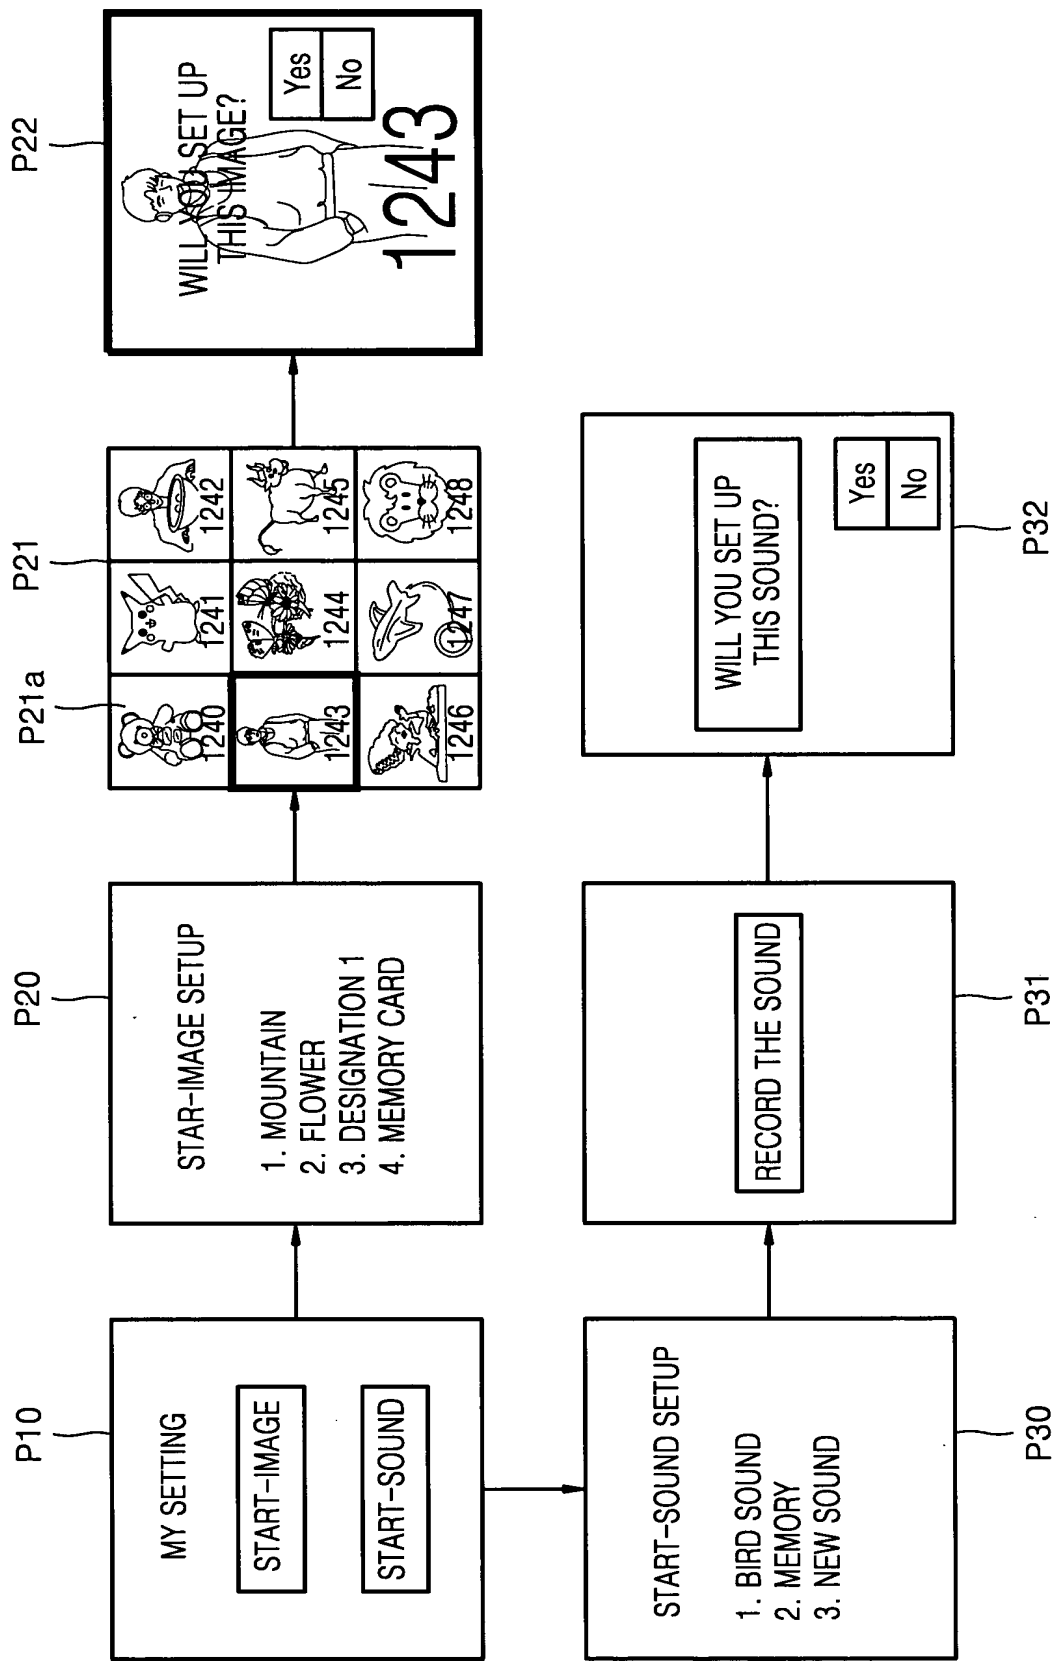 P10
MY SETTING
START-IMAGE
START-SOUND
P20
STAR-IMAGE SETUP
1. MOUNTAIN
2. FLOWER
3. DESIGNATION 1
4. MEMORY CARD
P21a
P21
1240
1241
1242
1243
1244
1245
1246
1247
1248
P22
WILL YOU SET UP
THIS IMAGE?
Yes
No
1243
START-SOUND SETUP
1. BIRD SOUND
2. MEMORY
3. NEW SOUND
P30
RECORD THE SOUND
P31
WILL YOU SET UP
THIS SOUND?
Yes
No
P32